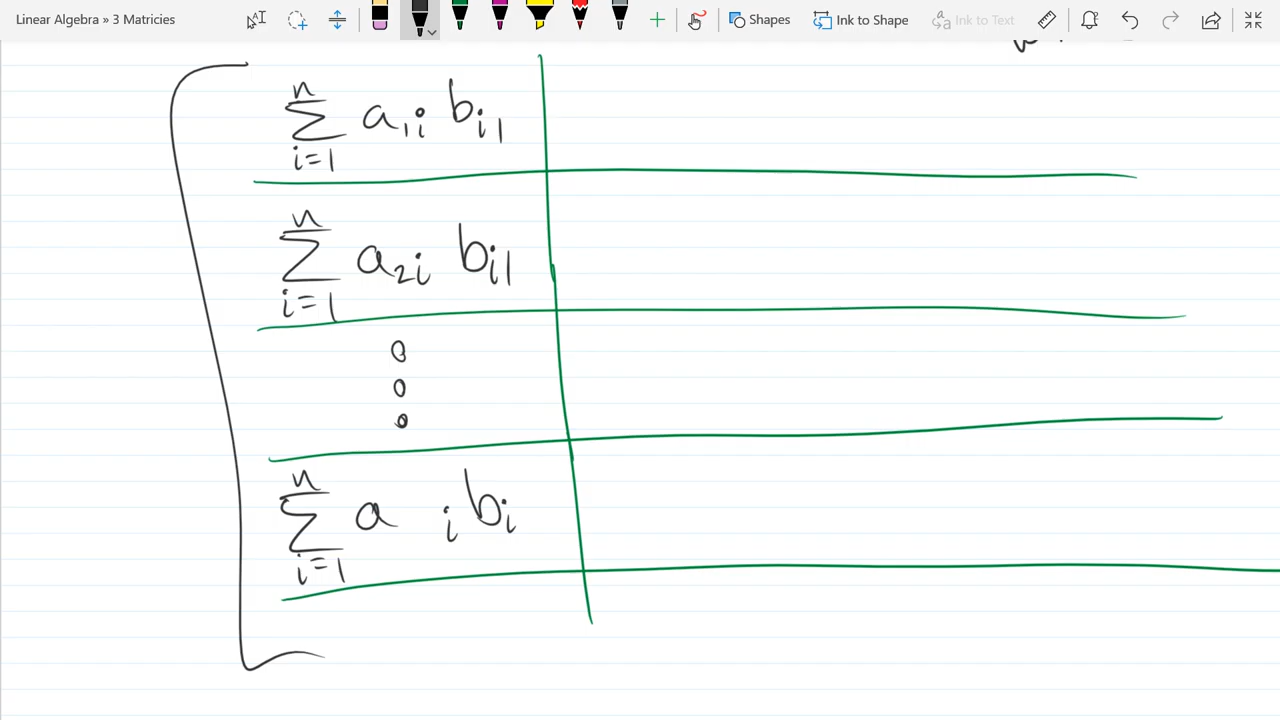 Linear Algebra » 3 Matricies
Shapes
Ink to Shape
Ink to Text
n
∑ a₁ᵢ bᵢ₁
i=1
n
∑ a₂ᵢ bᵢ₁
i=1
n
∑ a ᵢ bᵢ
i=1